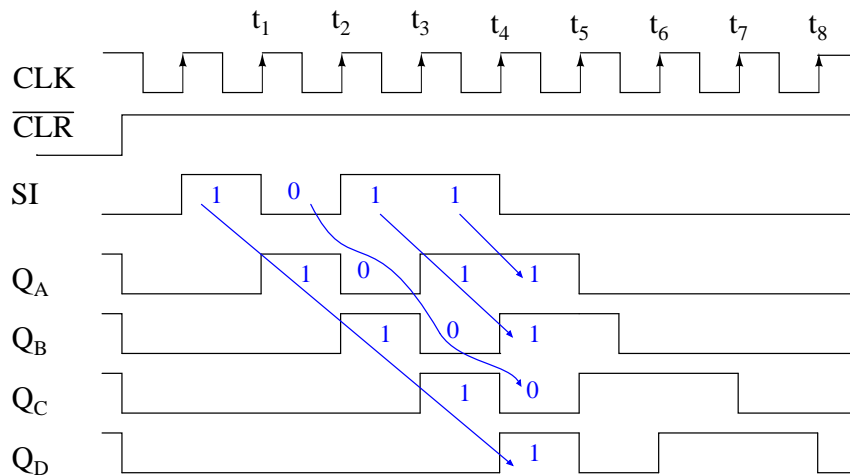 t1 t2 t3 t4 t5 t6 t7 t8
CLK
CLR
SI 1 0 1 1
QA 1 0 1 1
QB 1 0 1
QC 1 0
QD 1